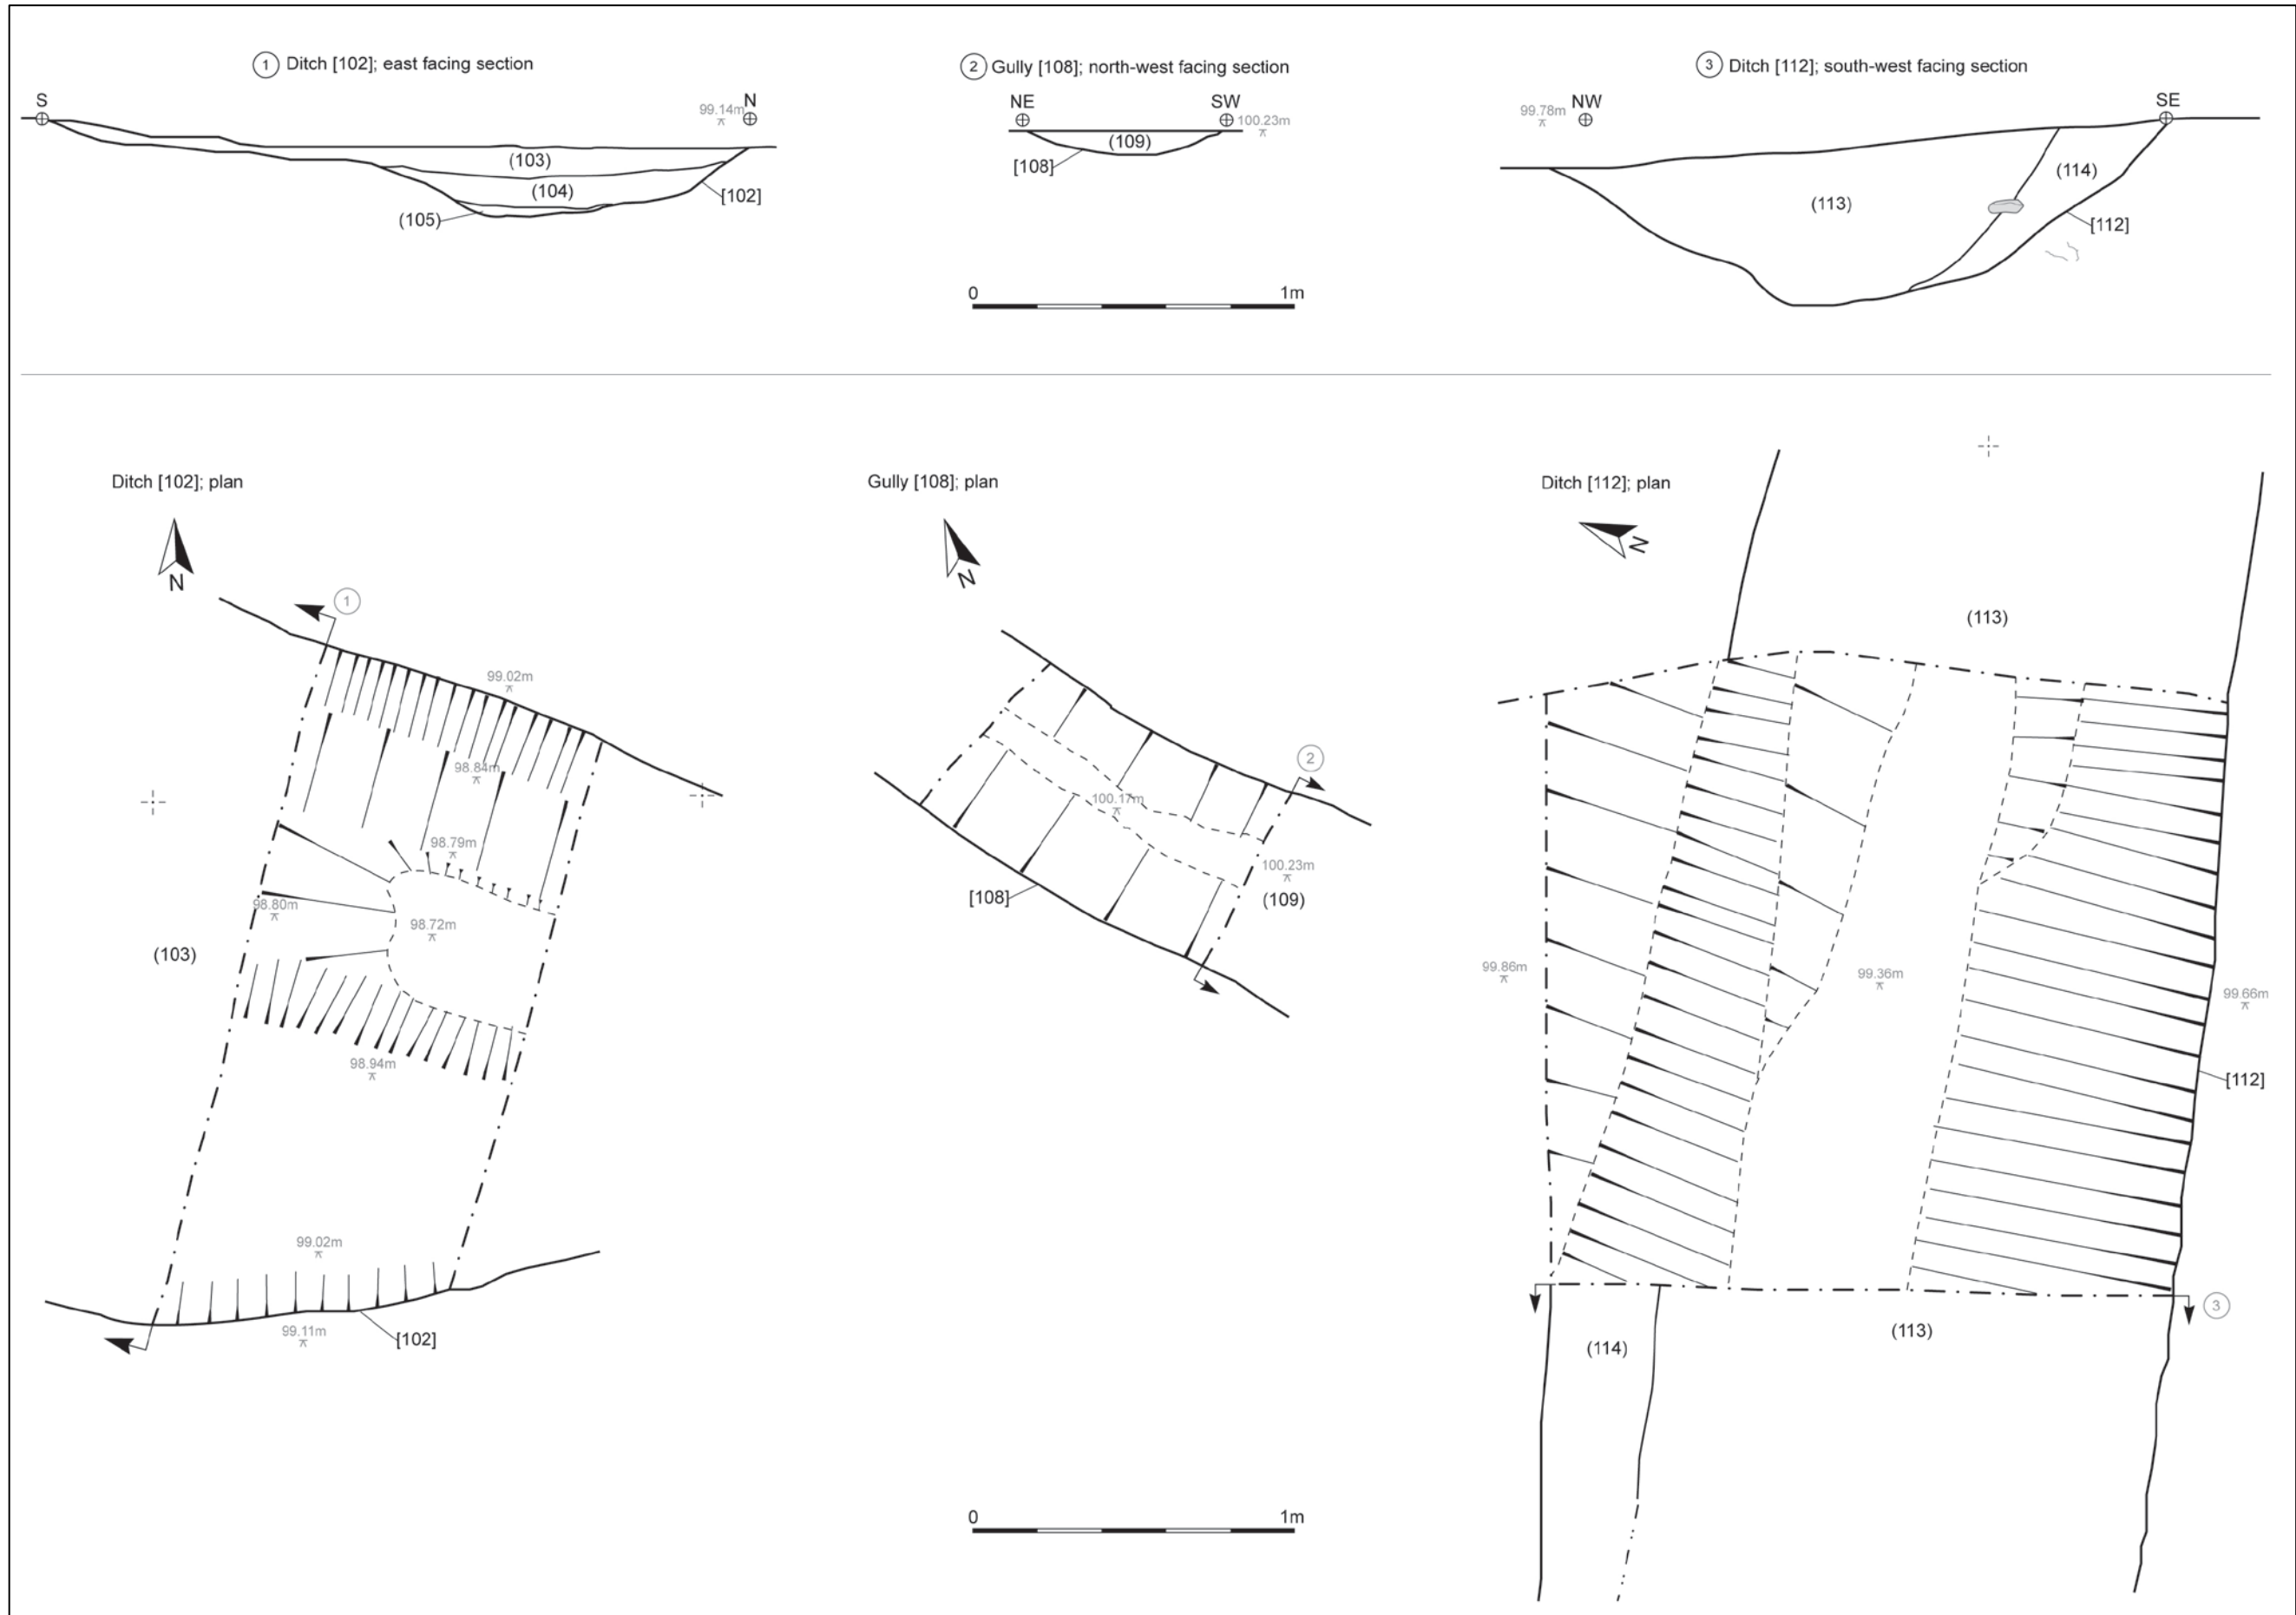 1 Ditch [102]; east facing section
S
99.14m
N
(103)
(104)
(105)
[102]
2 Gully [108]; north-west facing section
NE
SW
100.23m
(109)
[108]
0 1m
3 Ditch [112]; south-west facing section
99.78m
NW
SE
(114)
(113)
[112]
Ditch [102]; plan
N
1
99.02m
98.84m
98.79m
98.80m
98.72m
(103)
98.94m
99.02m
99.11m
[102]
Gully [108]; plan
N
2
100.17m
100.23m
[108]
(109)
0 1m
Ditch [112]; plan
N
(113)
99.86m
99.36m
99.66m
[112]
3
(113)
(114)